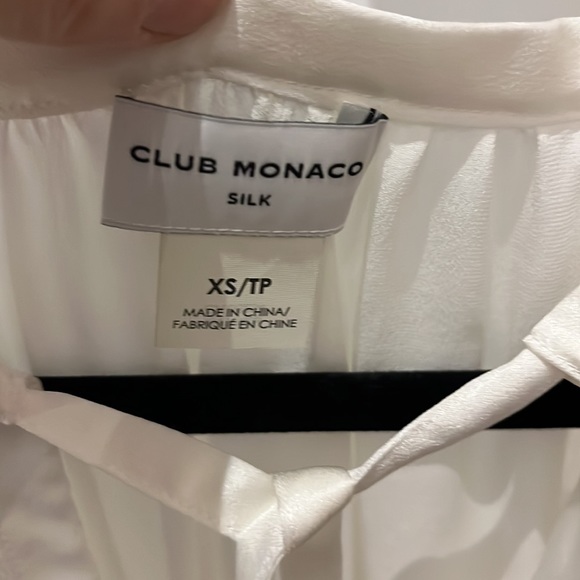 CLUB MONACO
SILK
XS/TP
MADE IN CHINA/
FABRIQUÉ EN CHINE